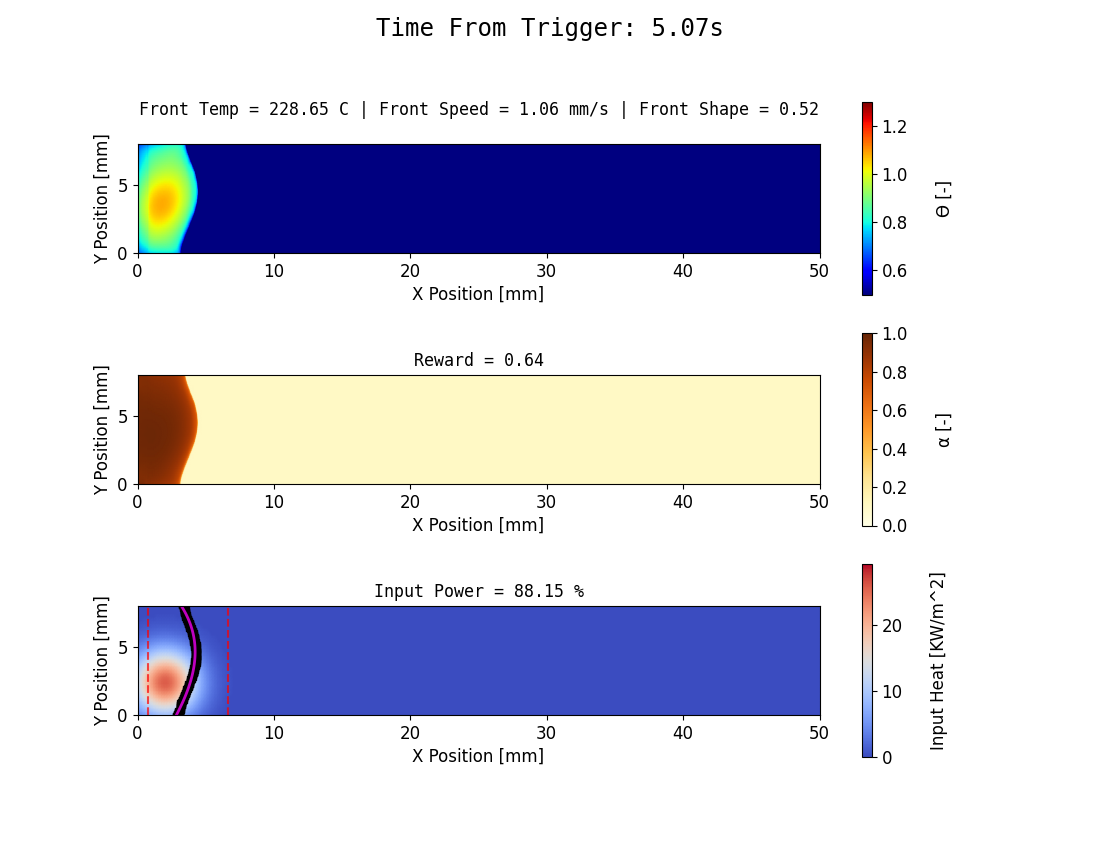 Time From Trigger: 5.07s
Front Temp = 228.65 C | Front Speed = 1.06 mm/s | Front Shape = 0.52
Y Position [mm]
5
0
0 10 20 30 40 50
X Position [mm]
1.2
1.0
0.8
0.6
Θ [-]
Reward = 0.64
Y Position [mm]
5
0
0 10 20 30 40 50
X Position [mm]
1.0
0.8
0.6
0.4
0.2
0.0
α [-]
Input Power = 88.15 %
Y Position [mm]
5
0
0 10 20 30 40 50
X Position [mm]
20
10
0
Input Heat [KW/m^2]